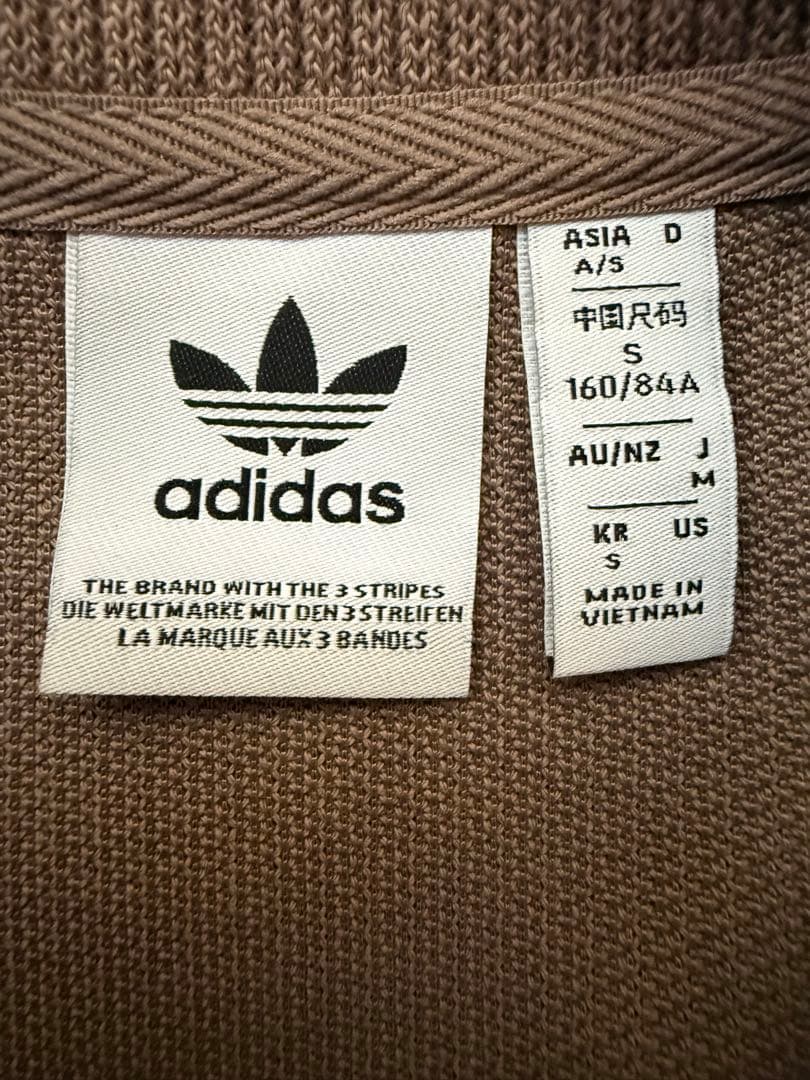 adidas
THE BRAND WITH THE 3 STRIPES
DIE WELTMARKE MIT DEN 3 STREIFEN
LA MARQUE AUX 3 BANDES
ASIA D
A/S
中国尺码
S
160/84A
AU/NZ J
M
KR US
S
MADE IN
VIETNAM